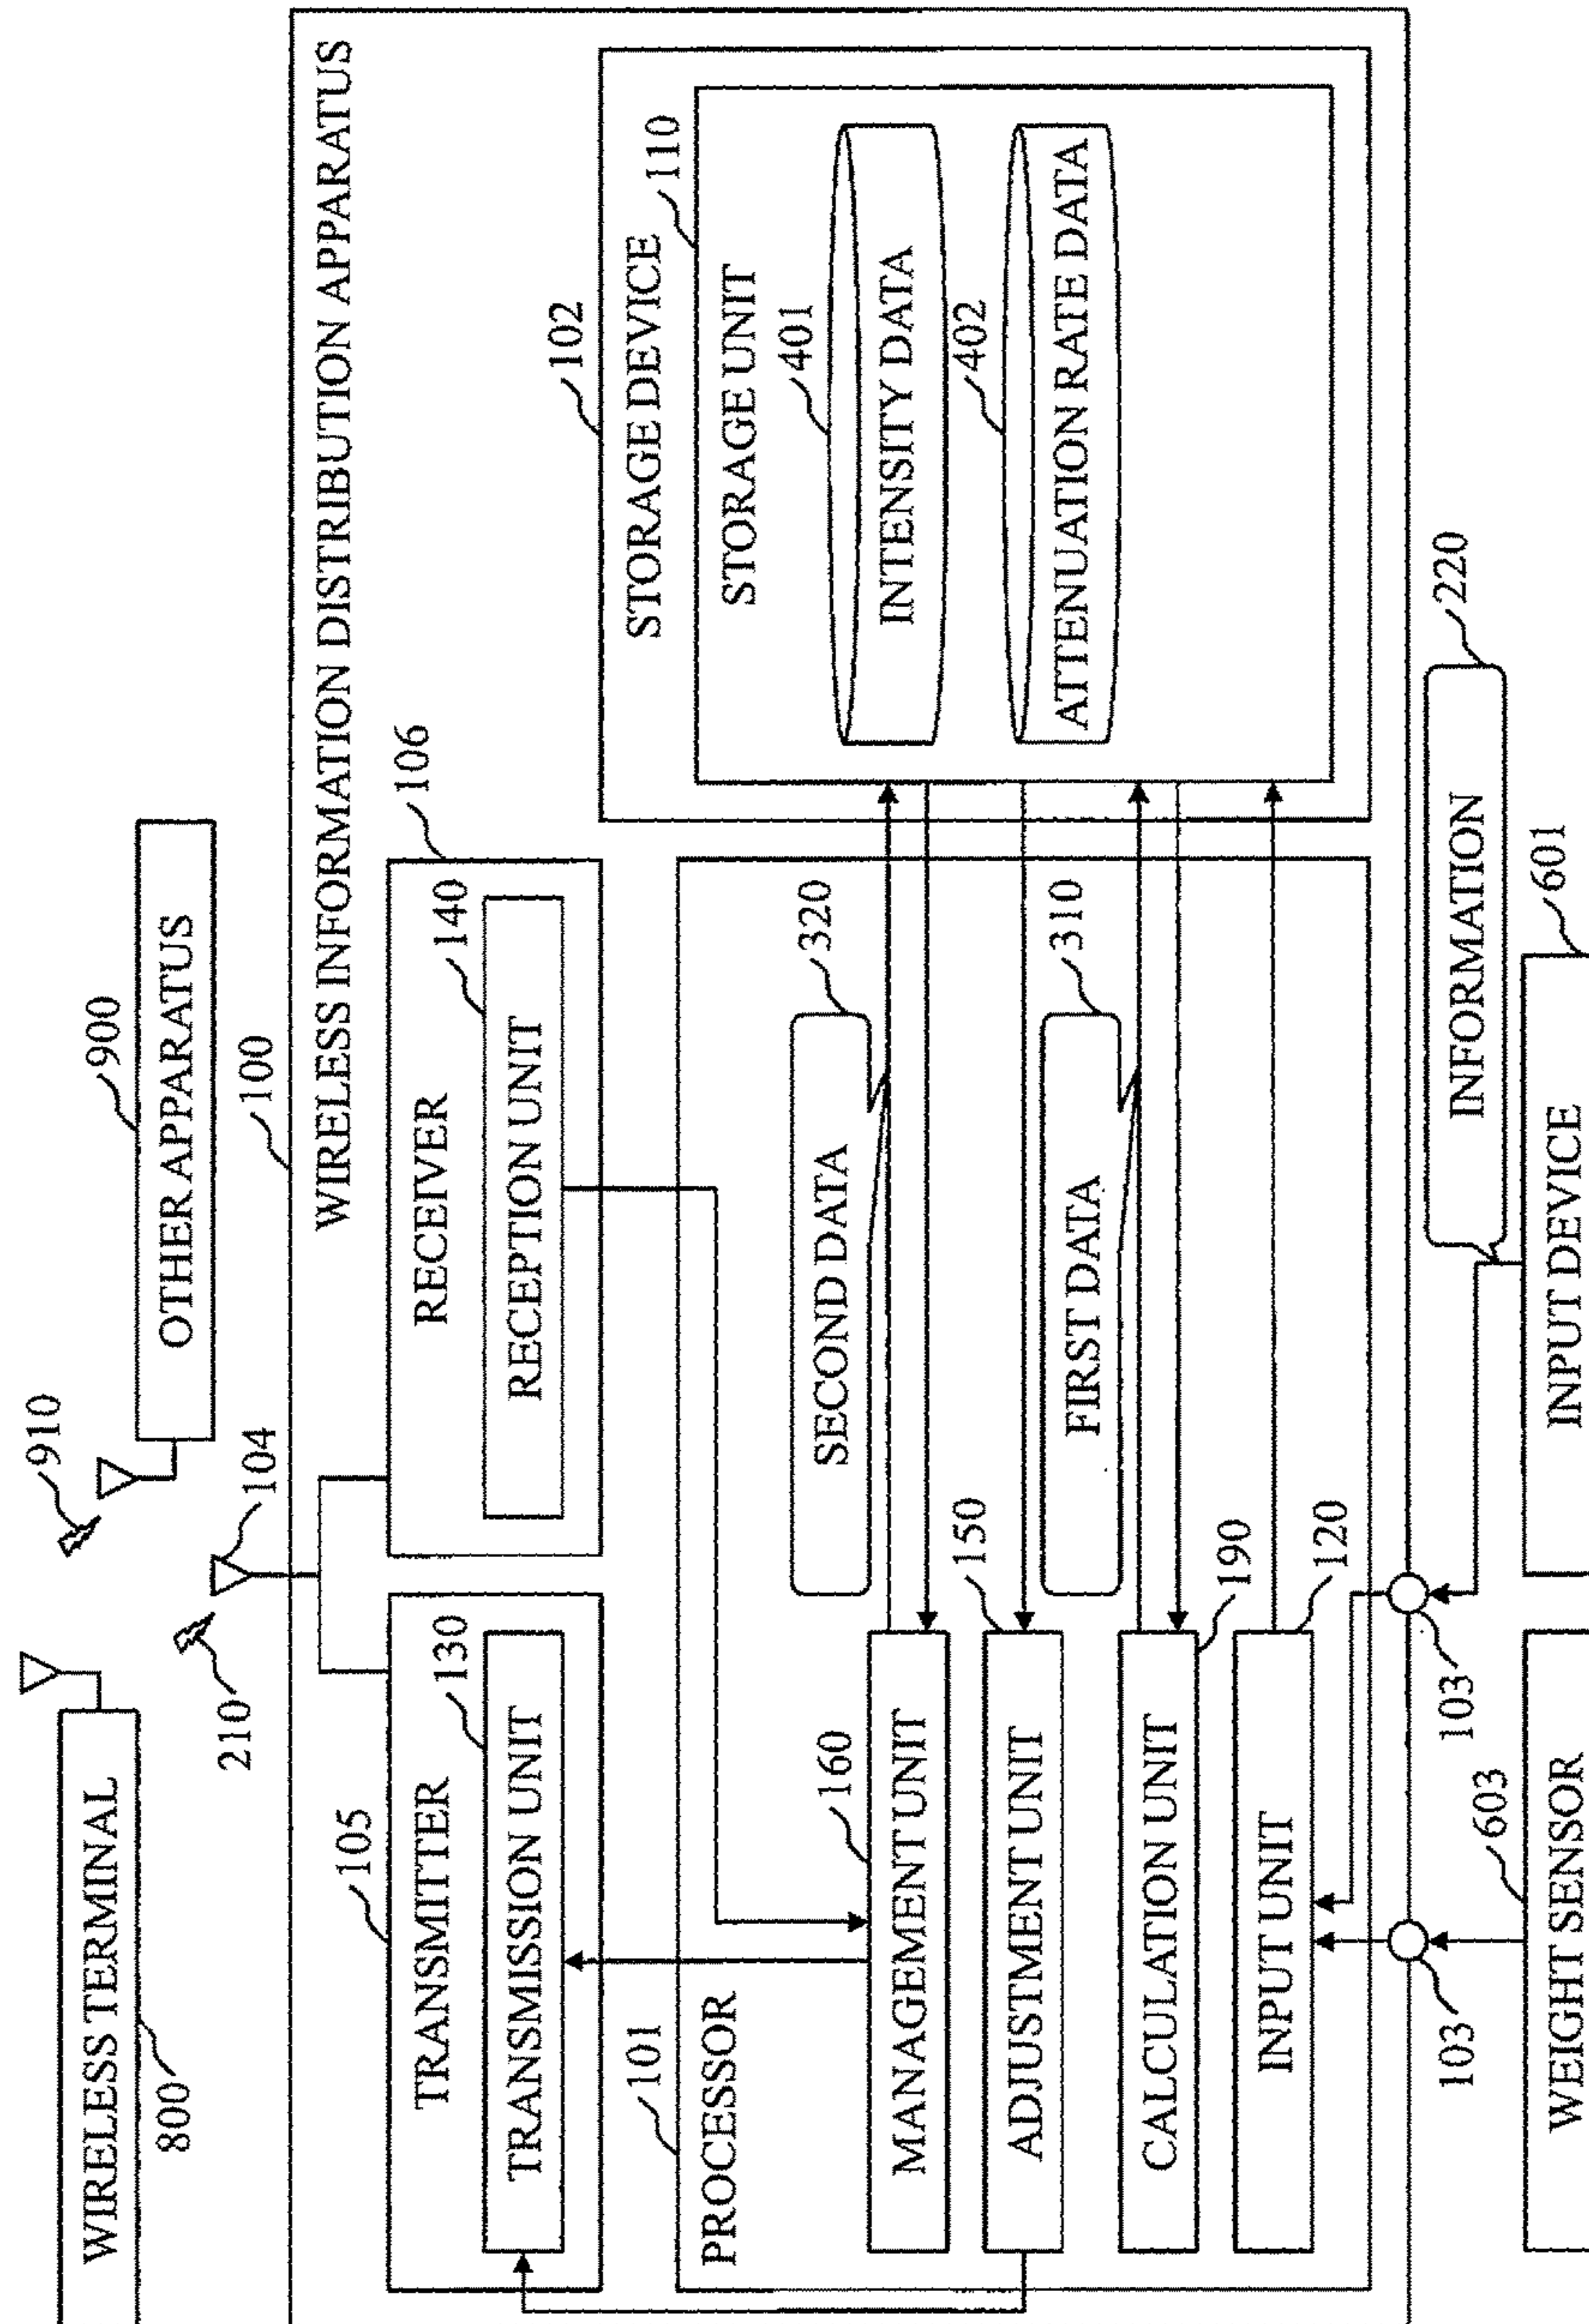 WIRELESS TERMINAL
800
910
900
OTHER APPARATUS
210
104
100
WIRELESS INFORMATION DISTRIBUTION APPARATUS
105
TRANSMITTER
130
TRANSMISSION UNIT
106
RECEIVER
140
RECEPTION UNIT
102
STORAGE DEVICE
110
STORAGE UNIT
401
INTENSITY DATA
402
ATTENUATION RATE DATA
101
PROCESSOR
160
MANAGEMENT UNIT
SECOND DATA
320
150
ADJUSTMENT UNIT
FIRST DATA
310
190
CALCULATION UNIT
120
INPUT UNIT
103
103
INFORMATION
220
603
WEIGHT SENSOR
601
INPUT DEVICE